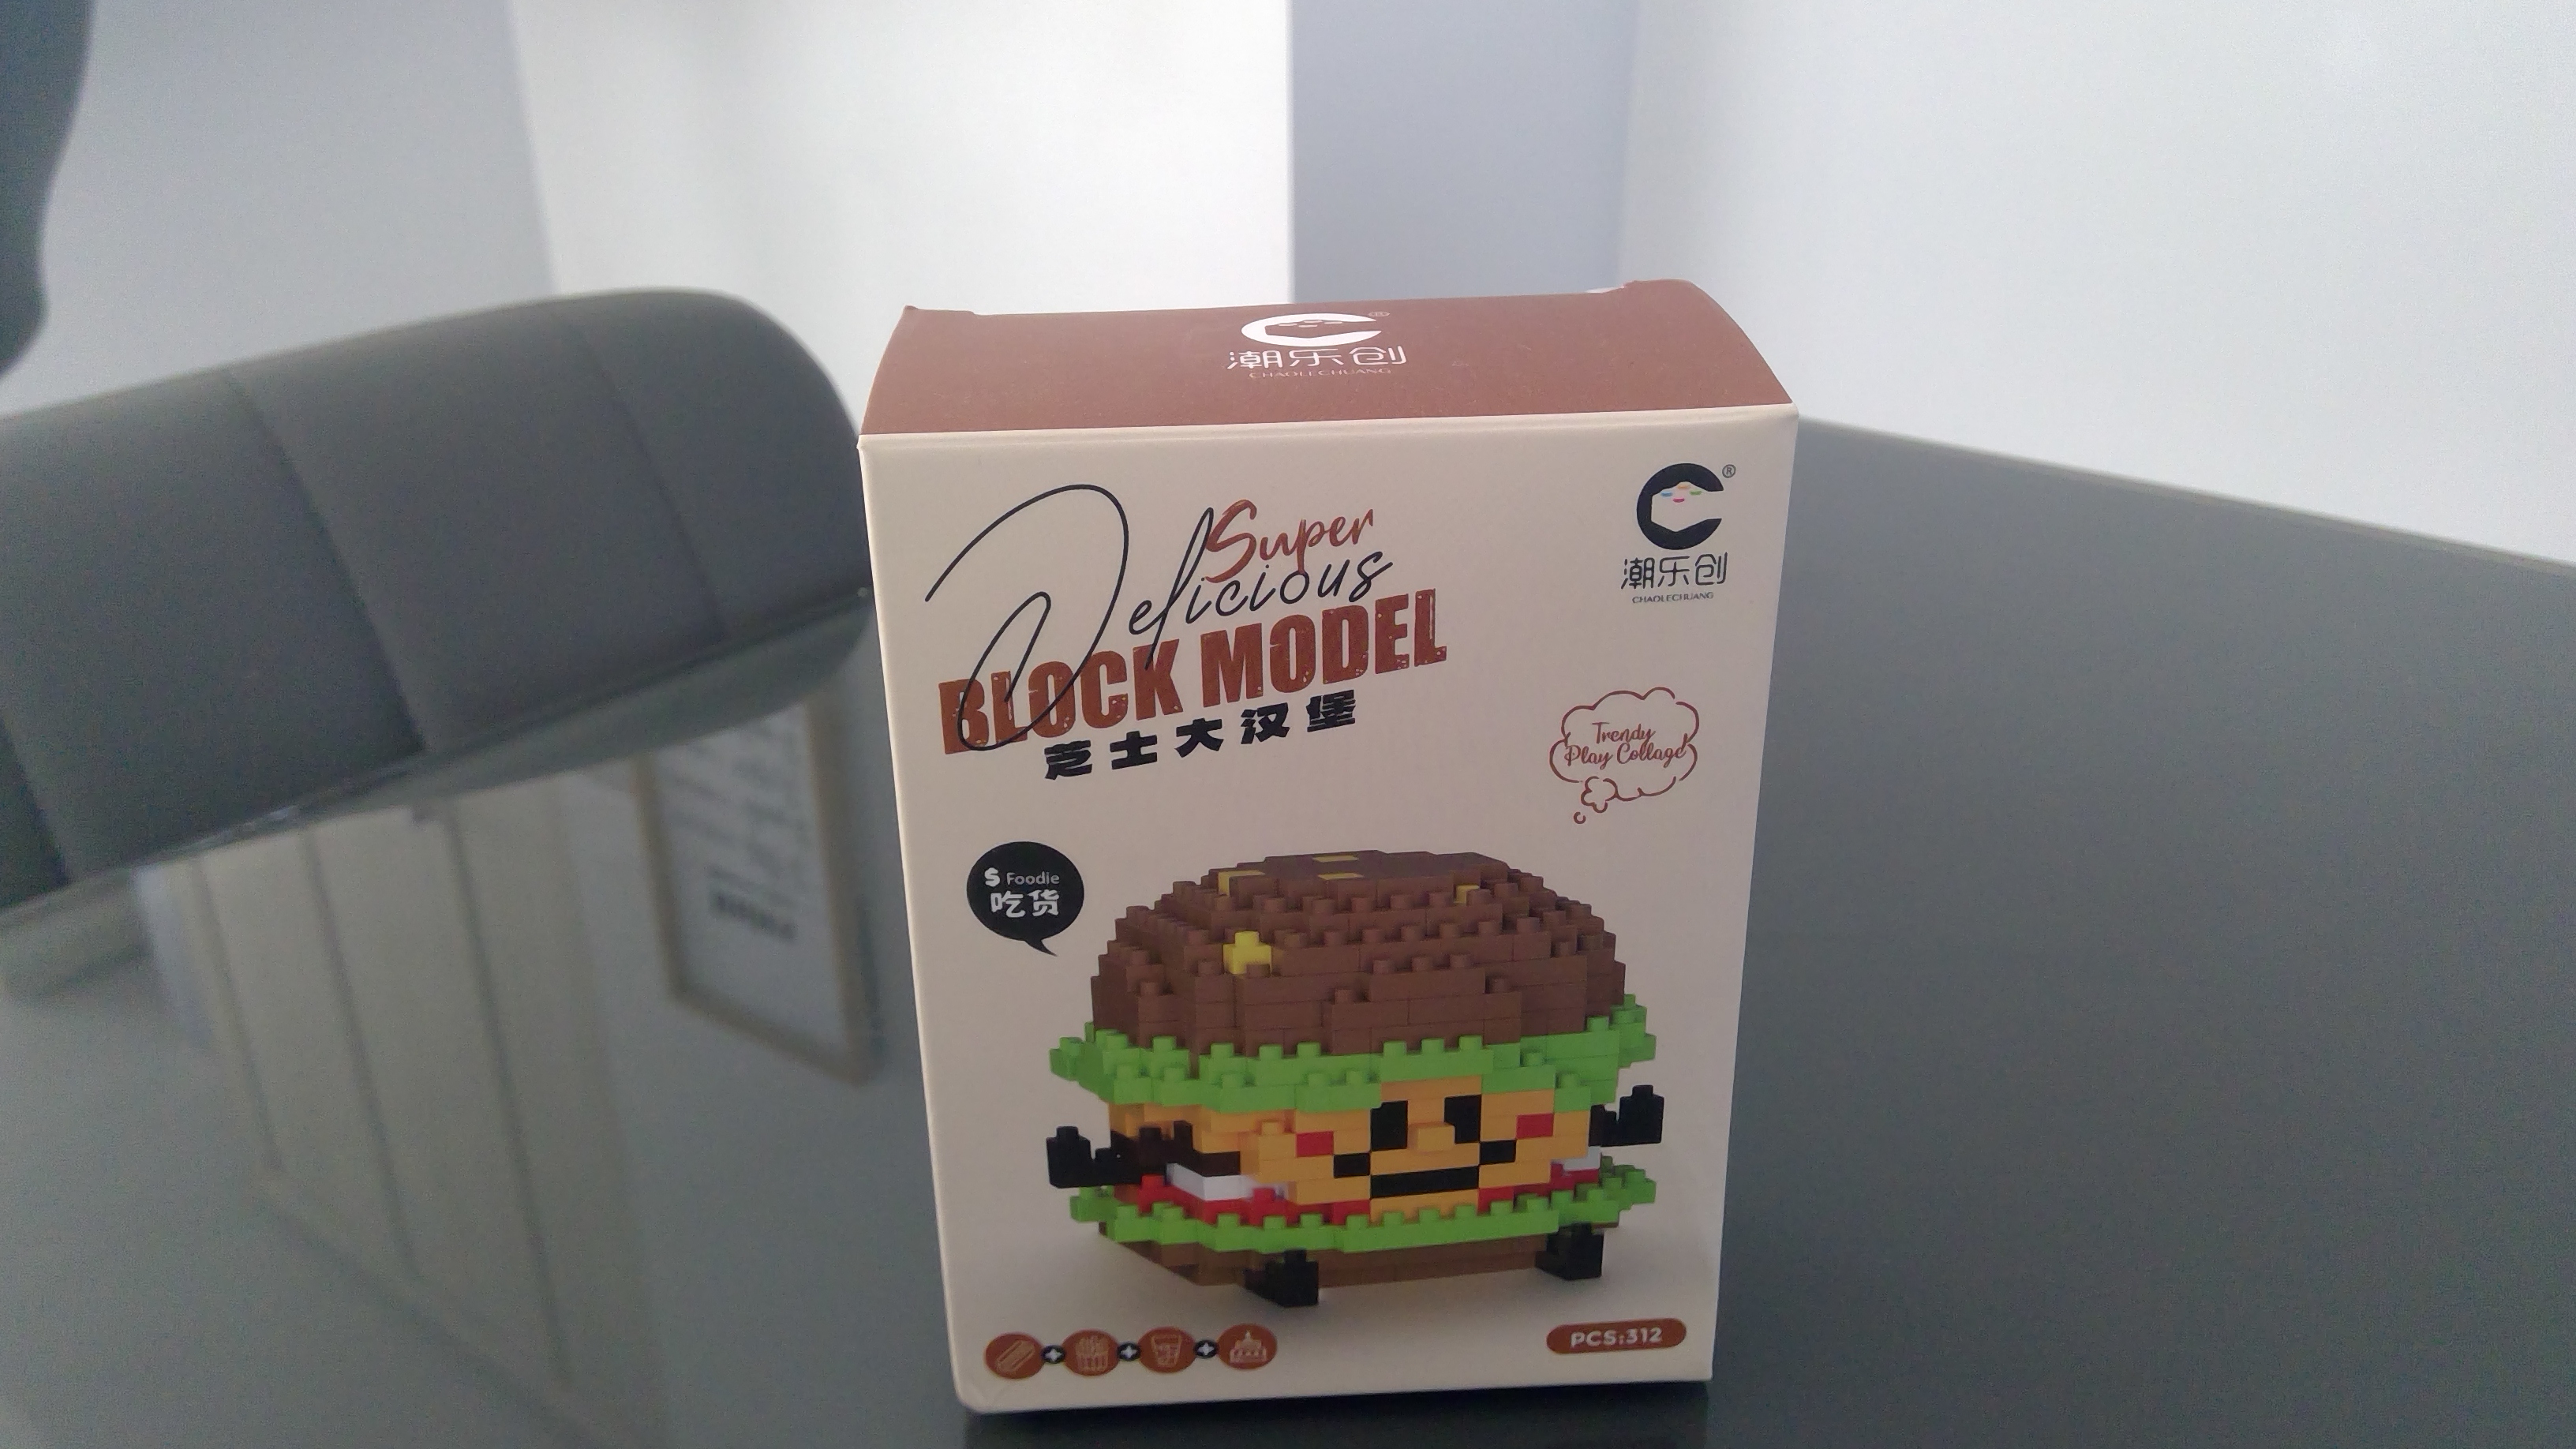 ®
潮乐创
CHAOLECHUANG
Super
Delicious
BLOCK MODEL
芝士大汉堡
®
潮乐创
CHAOLECHUANG
Trendy
Play Collage
$ Foodie
吃货
PCS:312